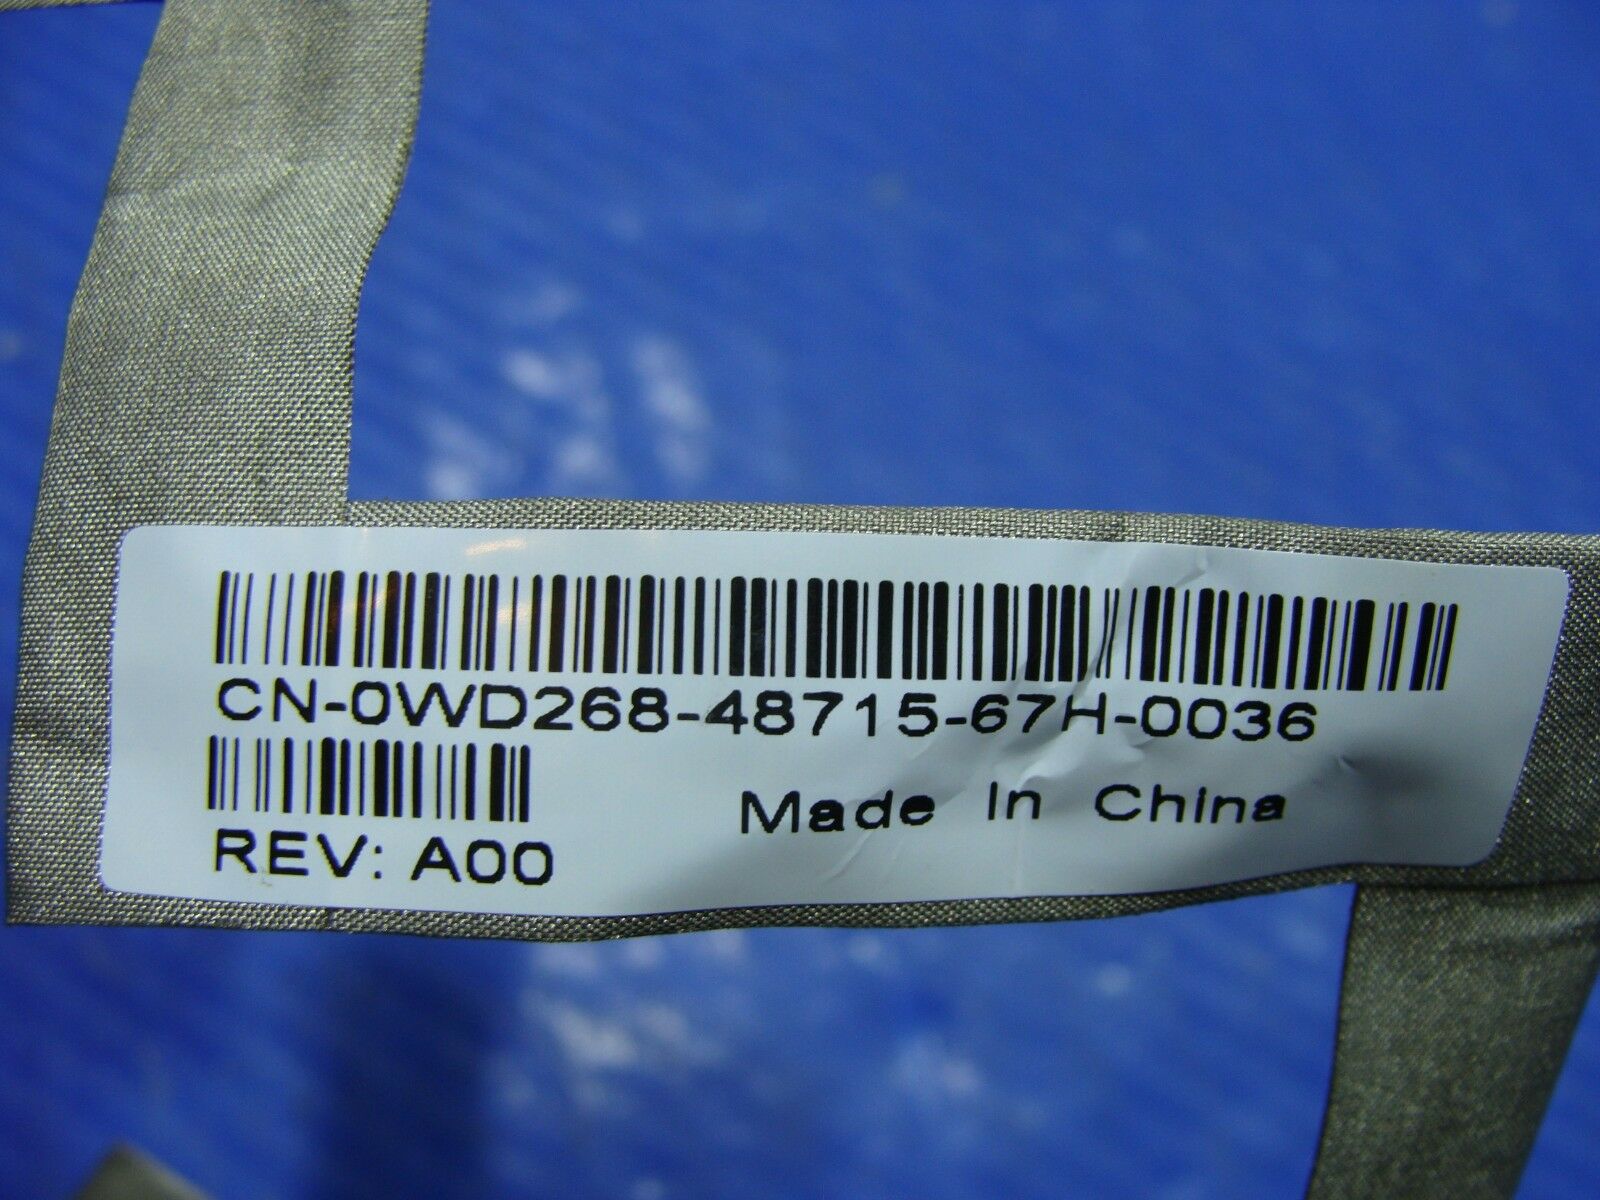 CN-0WD268-48715-67H-0036
Made In China
REV: A00